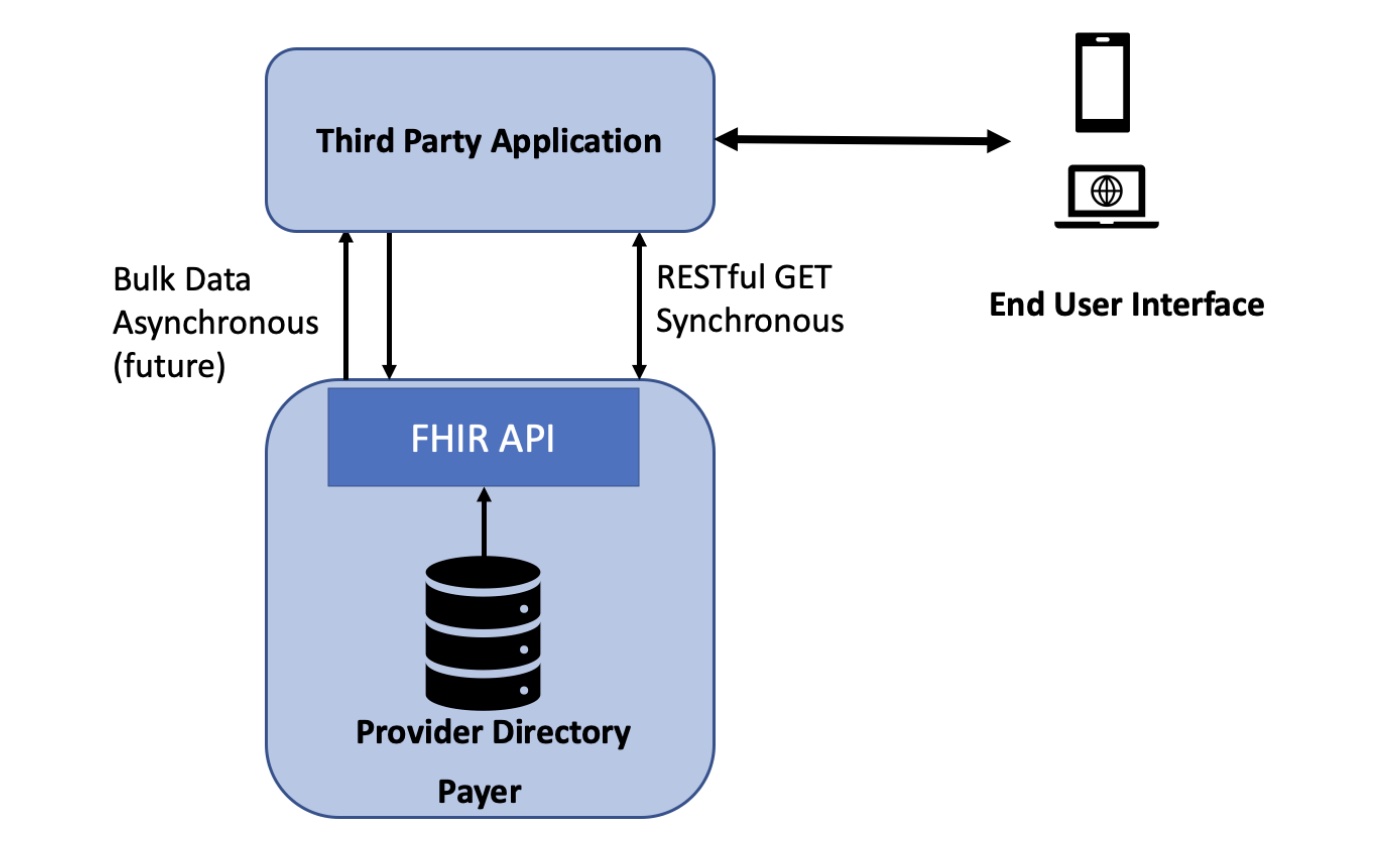 Third Party Application
Bulk Data
Asynchronous
(future)
RESTful GET
Synchronous
End User Interface
FHIR API
Provider Directory
Payer